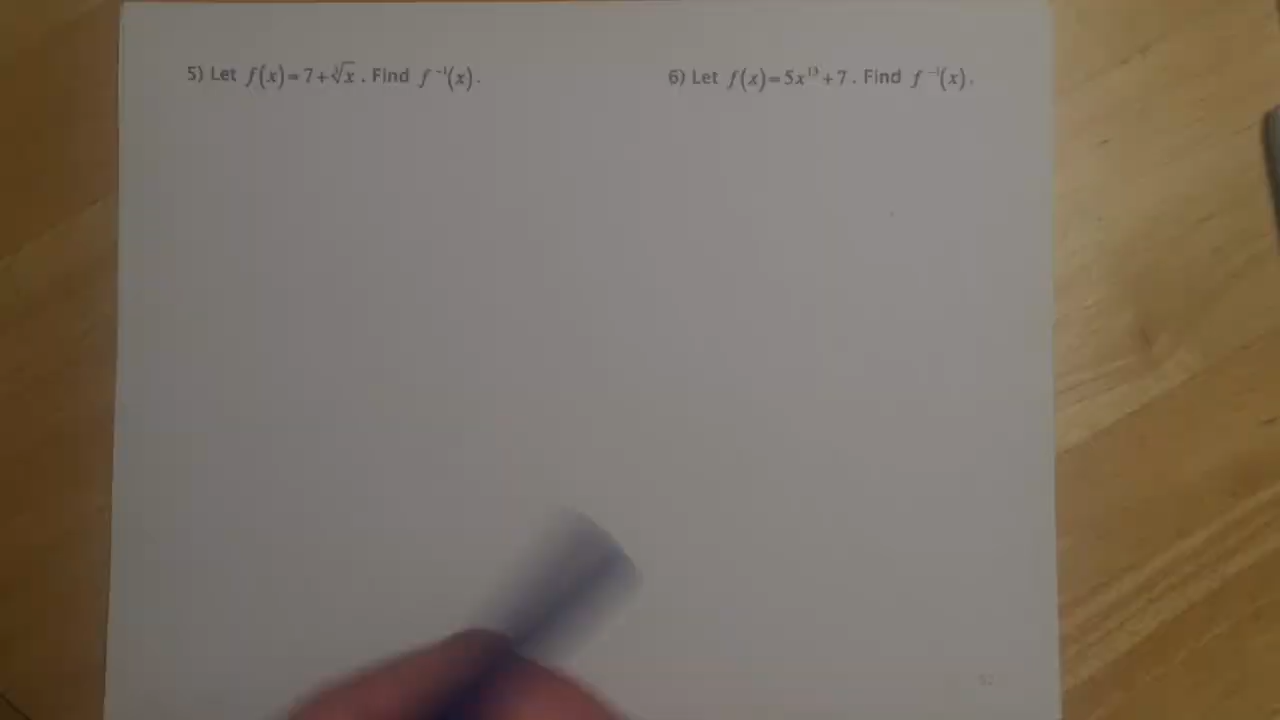 5) Let f(x)=7+∛x. Find f⁻¹(x).
6) Let f(x)=5x¹³+7. Find f⁻¹(x).